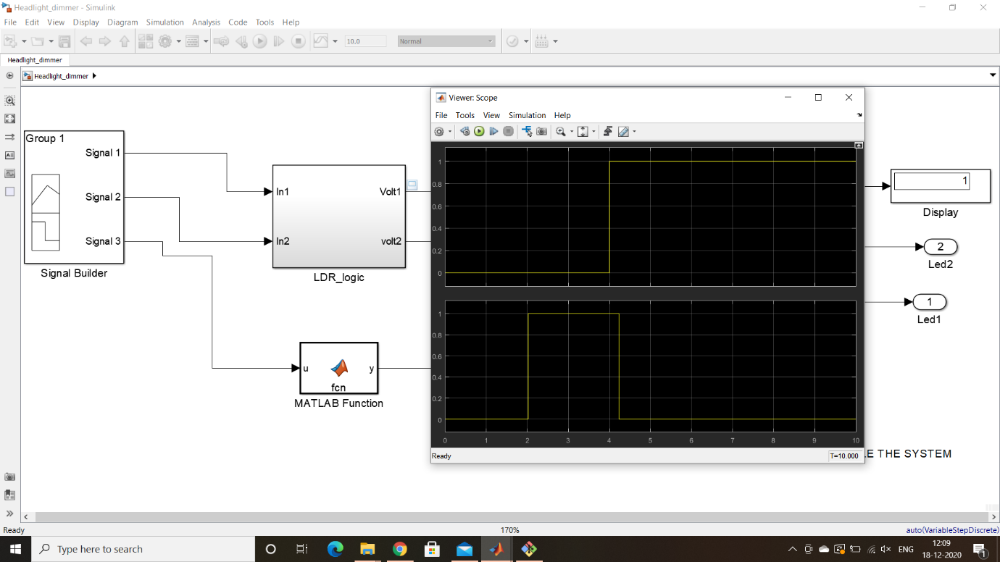 Headlight_dimmer - Simulink
File Edit View Display Diagram Simulation Analysis Code Tools Help
10.0
Normal
Headlight_dimmer
Headlight_dimmer
Group 1
Signal 1
Signal 2
Signal 3
Signal Builder
In1
In2
Volt1
volt2
LDR_logic
u
y
fcn
MATLAB Function
Viewer: Scope
File Tools View Simulation Help
1
0.8
0.6
0.4
0.2
0
1
0.8
0.6
0.4
0.2
0
0 1 2 3 4 5 6 7 8 9 10
Ready
T=10.000
1
Display
2
Led2
1
Led1
E THE SYSTEM
Ready
170%
auto(VariableStepDiscrete)
Type here to search
ENG
12:09
18-12-2020
1